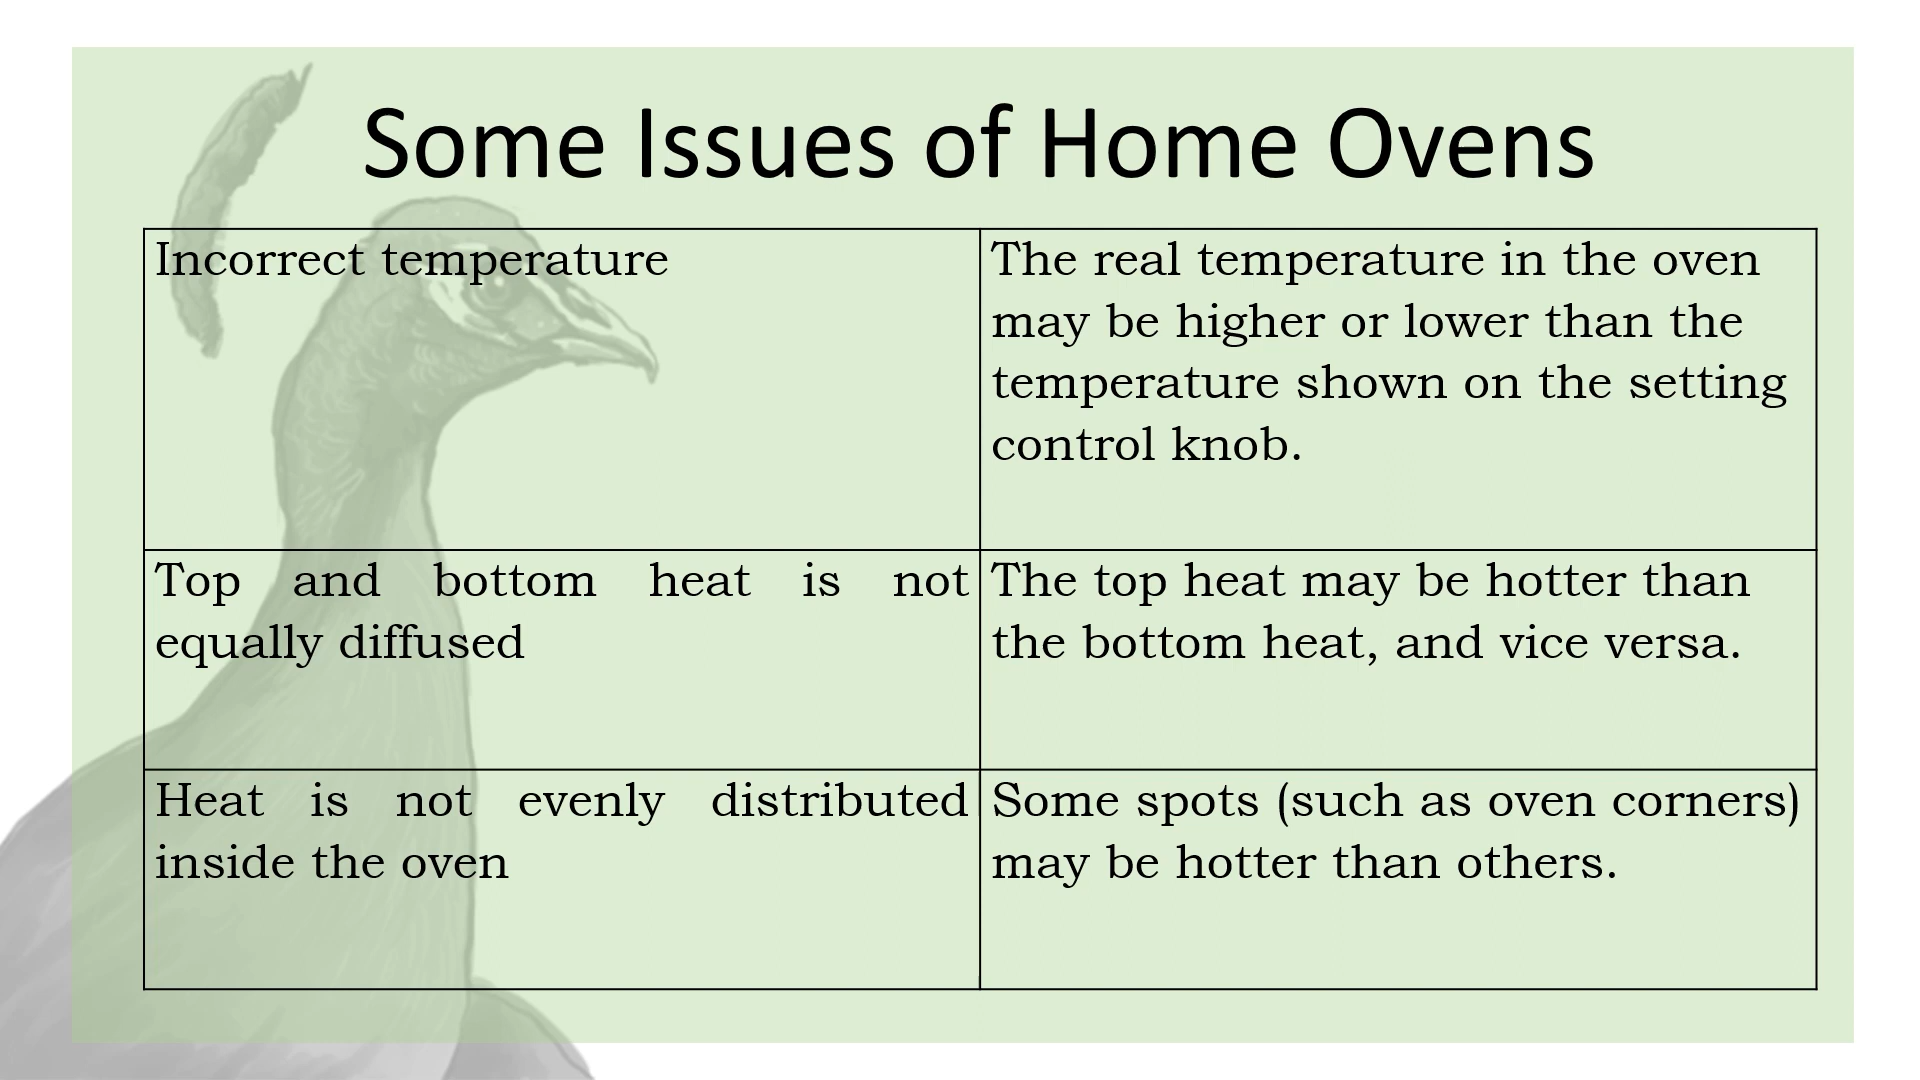 Some Issues of Home Ovens
Incorrect temperature
The real temperature in the oven
may be higher or lower than the
temperature shown on the setting
control knob.
Top and bottom heat is not
equally diffused
The top heat may be hotter than
the bottom heat, and vice versa.
Heat is not evenly distributed
inside the oven
Some spots (such as oven corners)
may be hotter than others.